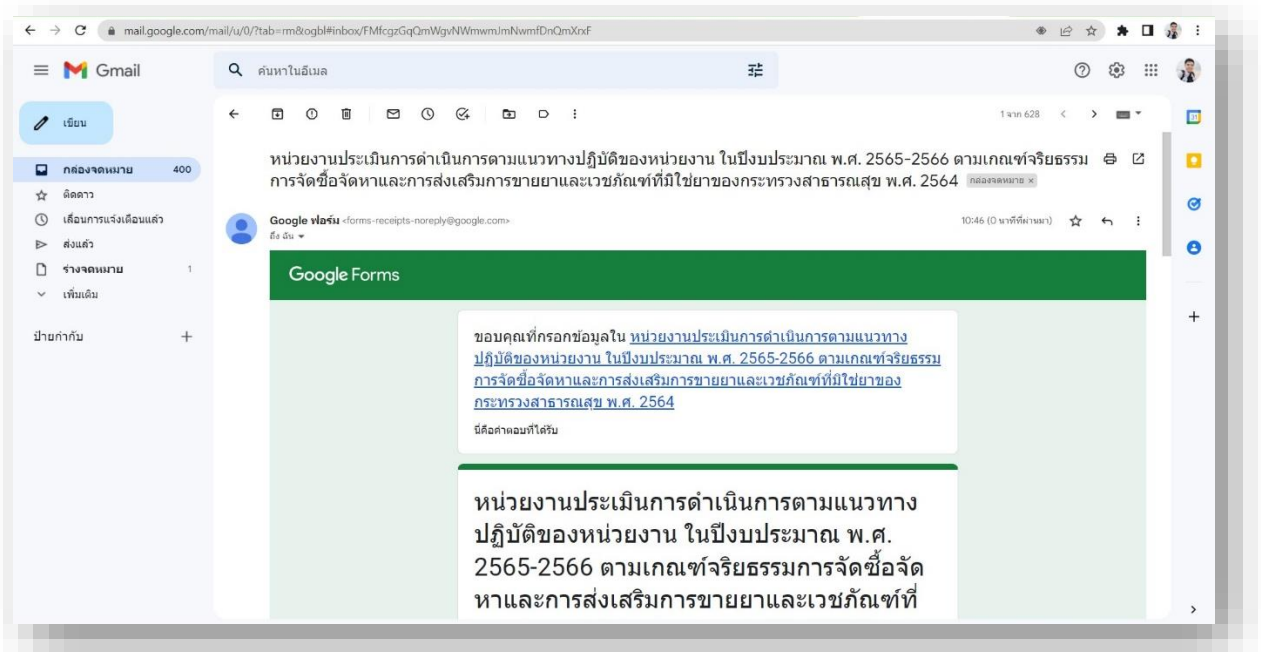 mail.google.com/mail/u/0/?tab=rm&ogbl#inbox/FMfcgzGqQmWgvNWmwmJmNwmfDnQmXrxF
Gmail
ค้นหาในอีเมล
เขียน
1 จาก 628
กล่องจดหมาย 400
ติดดาว
เลื่อนการแจ้งเตือนแล้ว
ส่งแล้ว
ร่างจดหมาย 1
เพิ่มเติม
ป้ายกำกับ
หน่วยงานประเมินการดำเนินการตามแนวทางปฏิบัติของหน่วยงาน ในปีงบประมาณ พ.ศ. 2565-2566 ตามเกณฑ์จริยธรรม
การจัดซื้อจัดหาและการส่งเสริมการขายยาและเวชภัณฑ์ที่มิใช่ยาของกระทรวงสาธารณสุข พ.ศ. 2564 กล่องจดหมาย ×
Google ฟอร์ม <forms-receipts-noreply@google.com> 10:46 (0 นาทีที่ผ่านมา)
ถึง ฉัน
Google Forms
ขอบคุณที่กรอกข้อมูลใน หน่วยงานประเมินการดำเนินการตามแนวทาง
ปฏิบัติของหน่วยงาน ในปีงบประมาณ พ.ศ. 2565-2566 ตามเกณฑ์จริยธรรม
การจัดซื้อจัดหาและการส่งเสริมการขายยาและเวชภัณฑ์ที่มิใช่ยาของ
กระทรวงสาธารณสุข พ.ศ. 2564
นี่คือคำตอบที่ได้รับ
หน่วยงานประเมินการดำเนินการตามแนวทาง
ปฏิบัติของหน่วยงาน ในปีงบประมาณ พ.ศ.
2565-2566 ตามเกณฑ์จริยธรรมการจัดซื้อจัด
หาและการส่งเสริมการขายยาและเวชภัณฑ์ที่